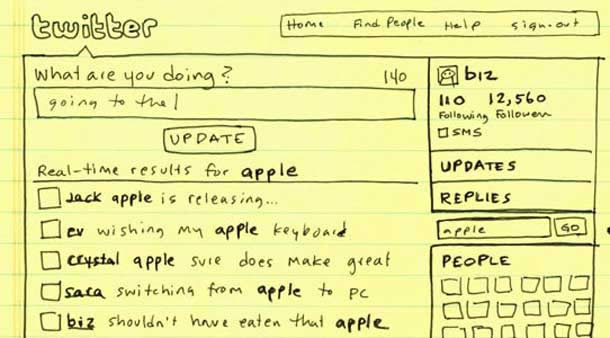 twitter
Home Find People Help sign-out
What are you doing? 140
going to the
UPDATE
Real-time results for apple
Jack apple is releasing...
ev wishing my apple keyboard
crystal apple sure does make great
sara switching from apple to PC
biz shouldn't have eaten that apple
biz
110 12,560
Following Followers
SMS
UPDATES
REPLIES
apple GO
PEOPLE